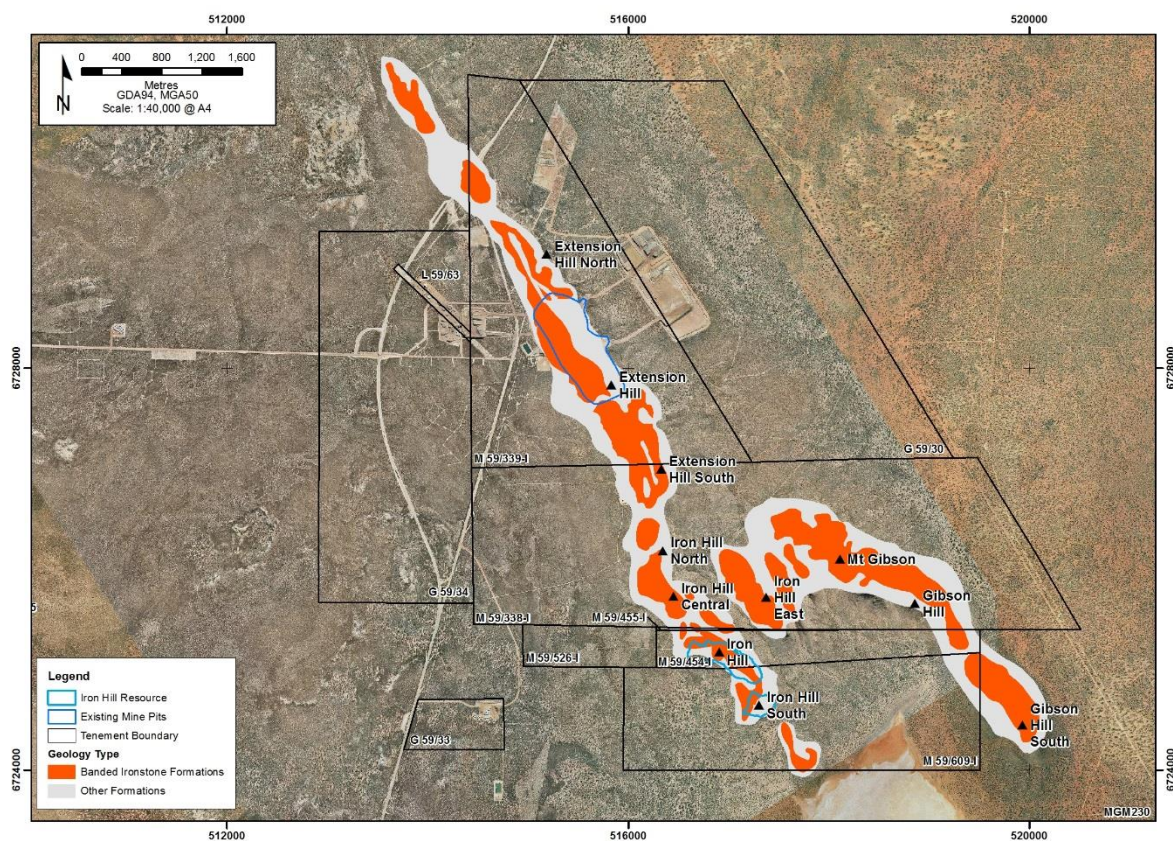 512000
516000
520000
0 400 800 1,200 1,600
Metres
GDA94, MGA50
Scale: 1:40,000 @ A4
N
Extension
Hill North
L 59/63
6728000
6728000
Extension
Hill
M 59/339-I
Extension
Hill South
G 59/30
Iron Hill
North
Mt Gibson
Iron Hill
Central
Iron
Hill
East
Gibson
Hill
G 59/34
M 59/338-I
M 59/455-I
5
M 59/526-I
M 59/454-I
Iron
Hill
Iron Hill
South
Gibson
Hill
South
G 59/33
M 59/609-I
Legend
Iron Hill Resource
Existing Mine Pits
Tenement Boundary
Geology Type
Banded Ironstone Formations
Other Formations
6724000
6724000
MGM230
512000
516000
520000